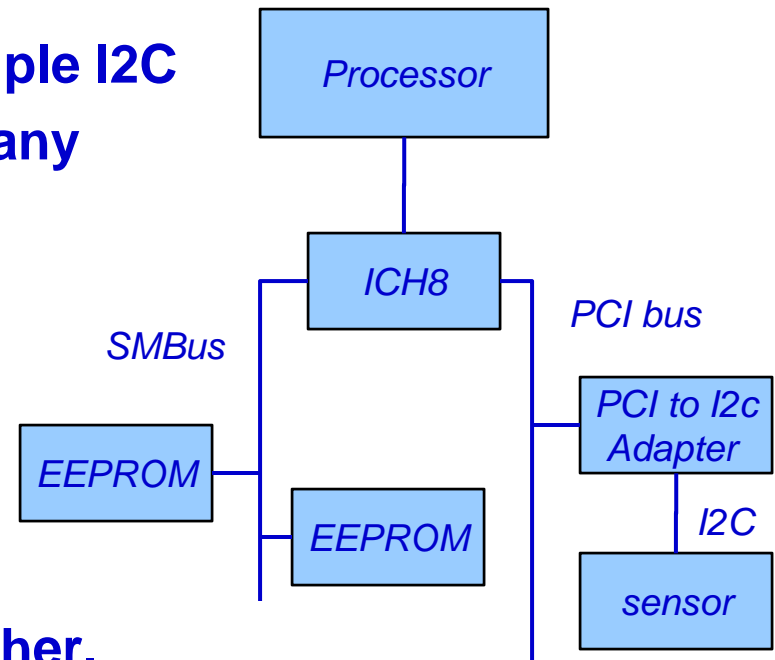 ple I2C
any
Processor
ICH8
SMBus
PCI bus
EEPROM
EEPROM
PCI to I2c
Adapter
I2C
sensor
her.